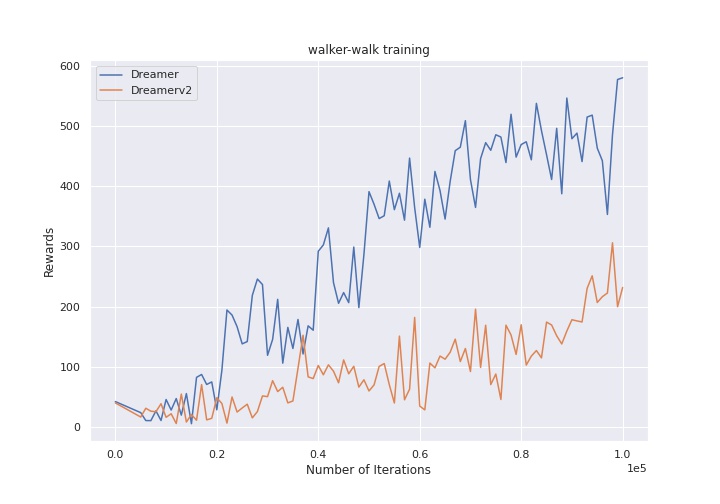 walker-walk training
Dreamer
Dreamerv2
600
500
400
300
200
100
0
Rewards
0.0 0.2 0.4 0.6 0.8 1.0
1e5
Number of Iterations